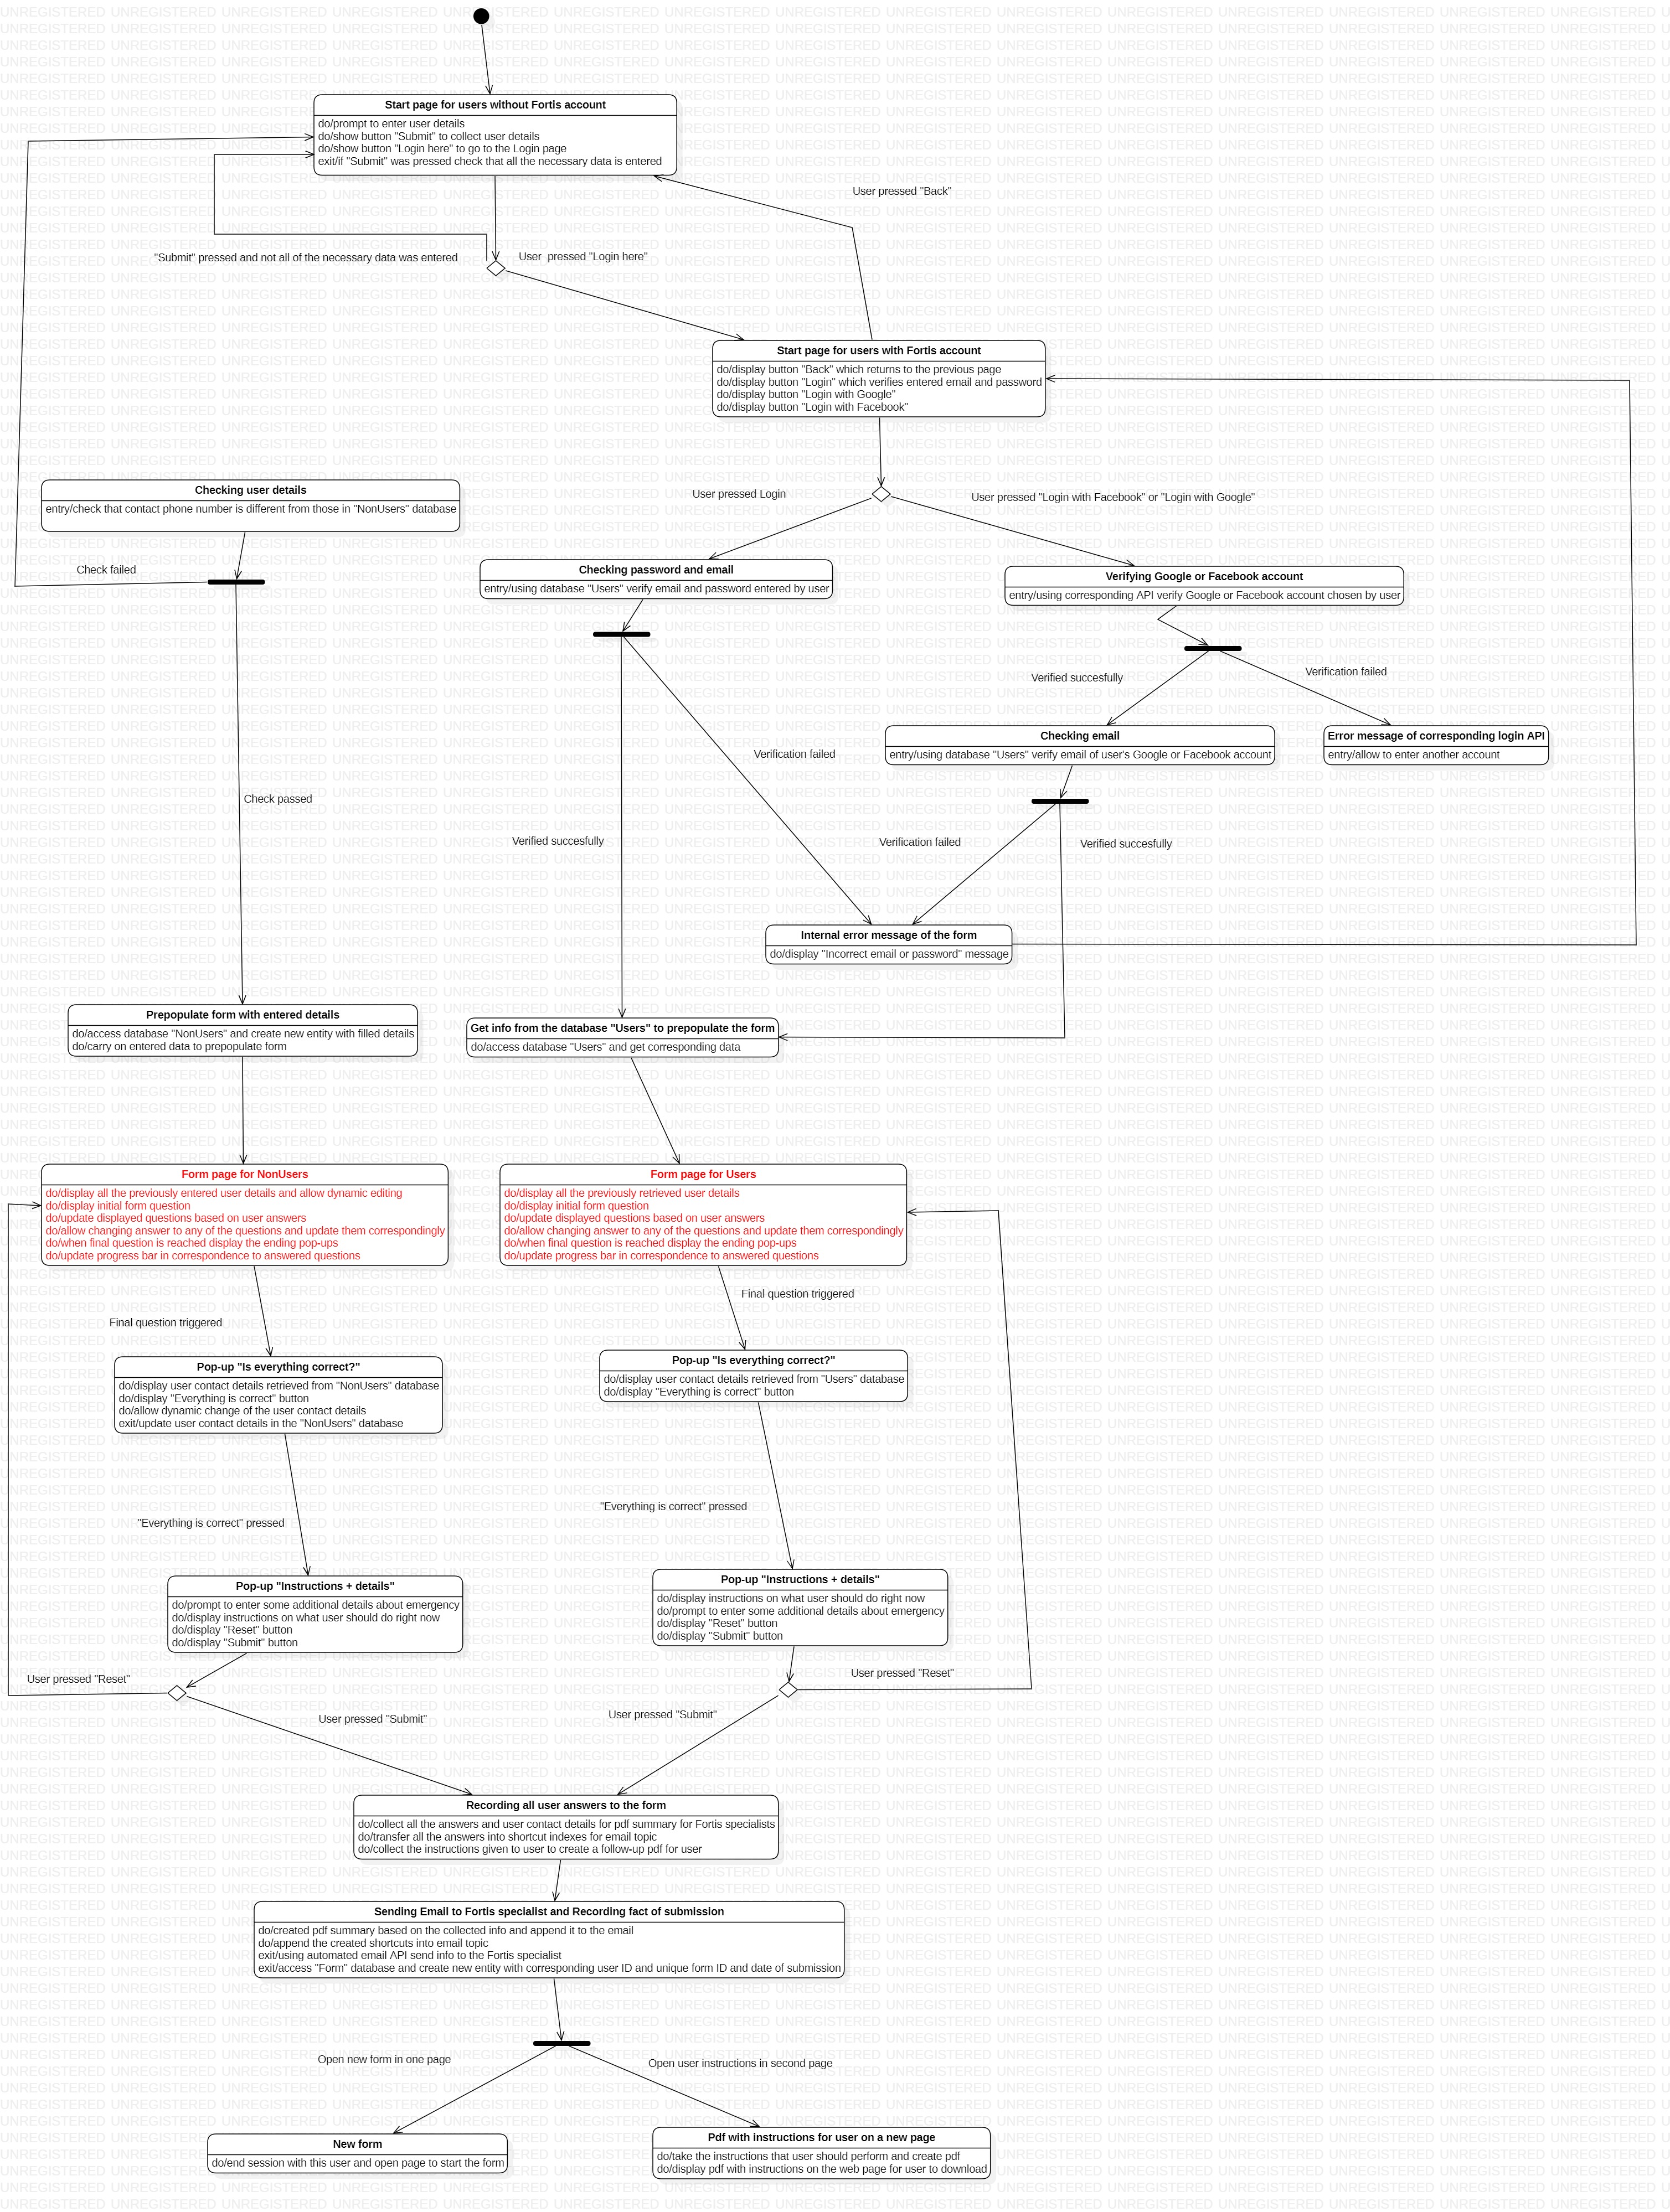 Start page for users without Fortis account
do/prompt to enter user details
do/show button "Submit" to collect user details
do/show button "Login here" to go to the Login page
exit/if "Submit" was pressed check that all the necessary data is entered
User pressed "Back"
"Submit" pressed and not all of the necessary data was entered
User pressed "Login here"
Start page for users with Fortis account
do/display button "Back" which returns to the previous page
do/display button "Login" which verifies entered email and password
do/display button "Login with Google"
do/display button "Login with Facebook"
Checking user details
entry/check that contact phone number is different from those in "NonUsers" database
User pressed Login
User pressed "Login with Facebook" or "Login with Google"
Check failed
Checking password and email
entry/using database "Users" verify email and password entered by user
Verifying Google or Facebook account
entry/using corresponding API verify Google or Facebook account chosen by user
Verified succesfully
Verification failed
Checking email
entry/using database "Users" verify email of user's Google or Facebook account
Error message of corresponding login API
entry/allow to enter another account
Verification failed
Check passed
Verified succesfully
Verification failed
Verified succesfully
Internal error message of the form
do/display "Incorrect email or password" message
Prepopulate form with entered details
do/access database "NonUsers" and create new entity with filled details
do/carry on entered data to prepopulate form
Get info from the database "Users" to prepopulate the form
do/access database "Users" and get corresponding data
Form page for NonUsers
do/display all the previously entered user details and allow dynamic editing
do/display initial form question
do/update displayed questions based on user answers
do/allow changing answer to any of the questions and update them correspondingly
do/when final question is reached display the ending pop-ups
do/update progress bar in correspondence to answered questions
Form page for Users
do/display all the previously retrieved user details
do/display initial form question
do/update displayed questions based on user answers
do/allow changing answer to any of the questions and update them correspondingly
do/when final question is reached display the ending pop-ups
do/update progress bar in correspondence to answered questions
Final question triggered
Final question triggered
Pop-up "Is everything correct?"
do/display user contact details retrieved from "NonUsers" database
do/display "Everything is correct" button
do/allow dynamic change of the user contact details
exit/update user contact details in the "NonUsers" database
Pop-up "Is everything correct?"
do/display user contact details retrieved from "Users" database
do/display "Everything is correct" button
"Everything is correct" pressed
"Everything is correct" pressed
Pop-up "Instructions + details"
do/prompt to enter some additional details about emergency
do/display instructions on what user should do right now
do/display "Reset" button
do/display "Submit" button
Pop-up "Instructions + details"
do/display instructions on what user should do right now
do/prompt to enter some additional details about emergency
do/display "Reset" button
do/display "Submit" button
User pressed "Reset"
User pressed "Reset"
User pressed "Submit"
User pressed "Submit"
Recording all user answers to the form
do/collect all the answers and user contact details for pdf summary for Fortis specialists
do/transfer all the answers into shortcut indexes for email topic
do/collect the instructions given to user to create a follow-up pdf for user
Sending Email to Fortis specialist and Recording fact of submission
do/created pdf summary based on the collected info and append it to the email
do/append the created shortcuts into email topic
exit/using automated email API send info to the Fortis specialist
exit/access "Form" database and create new entity with corresponding user ID and unique form ID and date of submission
Open new form in one page
Open user instructions in second page
New form
do/end session with this user and open page to start the form
Pdf with instructions for user on a new page
do/take the instructions that user should perform and create pdf
do/display pdf with instructions on the web page for user to download